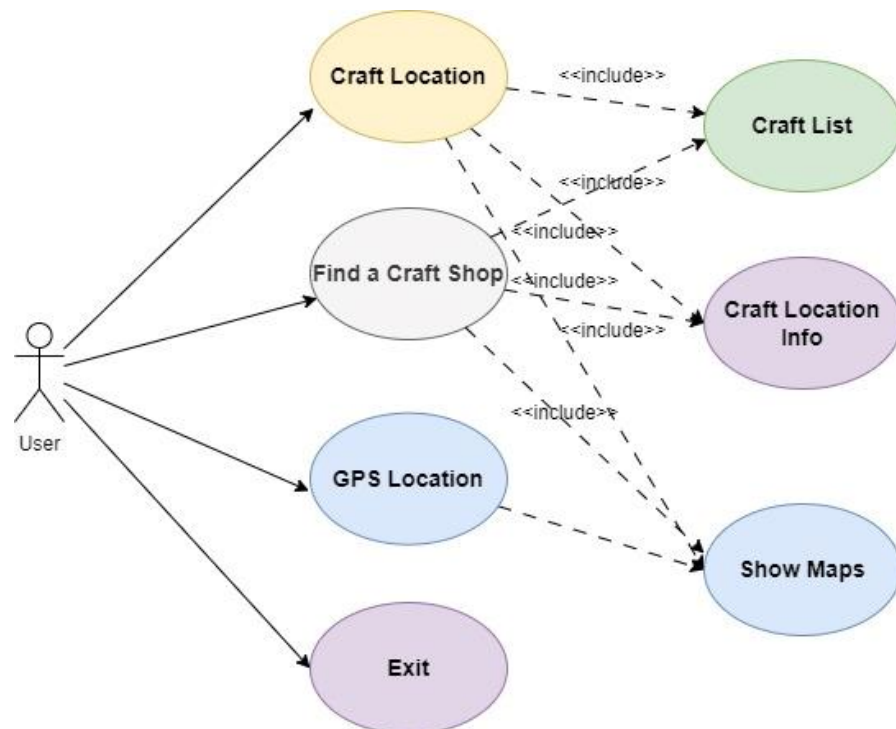 Craft Location
<<include>>
Craft List
<<include>>
<<include>>
Find a Craft Shop
<<include>>
Craft Location
Info
<<include>>
<<include>>
User
GPS Location
Show Maps
Exit